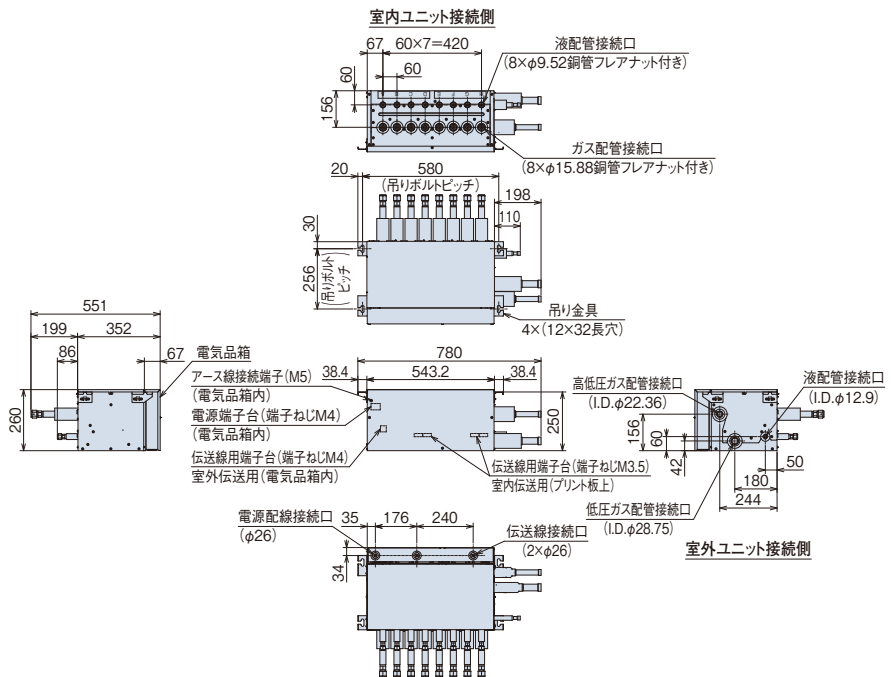 室内ユニット接続側
67
60×7=420
液配管接続口
(8×φ9.52銅管フレアナット付き)
60
60
156
ガス配管接続口
(8×φ15.88銅管フレアナット付き)
20
580
(吊りボルトピッチ)
198
110
30
256
(吊りボルト
ピッチ)
吊り金具
4×(12×32長穴)
551
199
352
86
67
電気品箱
260
アース線接続端子(M5)
(電気品箱内)
電源端子台(端子ねじM4)
(電気品箱内)
伝送線用端子台(端子ねじM4)
室外伝送用(電気品箱内)
780
38.4
543.2
38.4
250
伝送線用端子台(端子ねじM3.5)
室内伝送用(プリント板上)
高低圧ガス配管接続口
(I.D.φ22.36)
液配管接続口
(I.D.φ12.9)
156
60
42
50
180
244
低圧ガス配管接続口
(I.D.φ28.75)
室外ユニット接続側
電源配線接続口
(φ26)
35
176
240
伝送線接続口
(2×φ26)
34